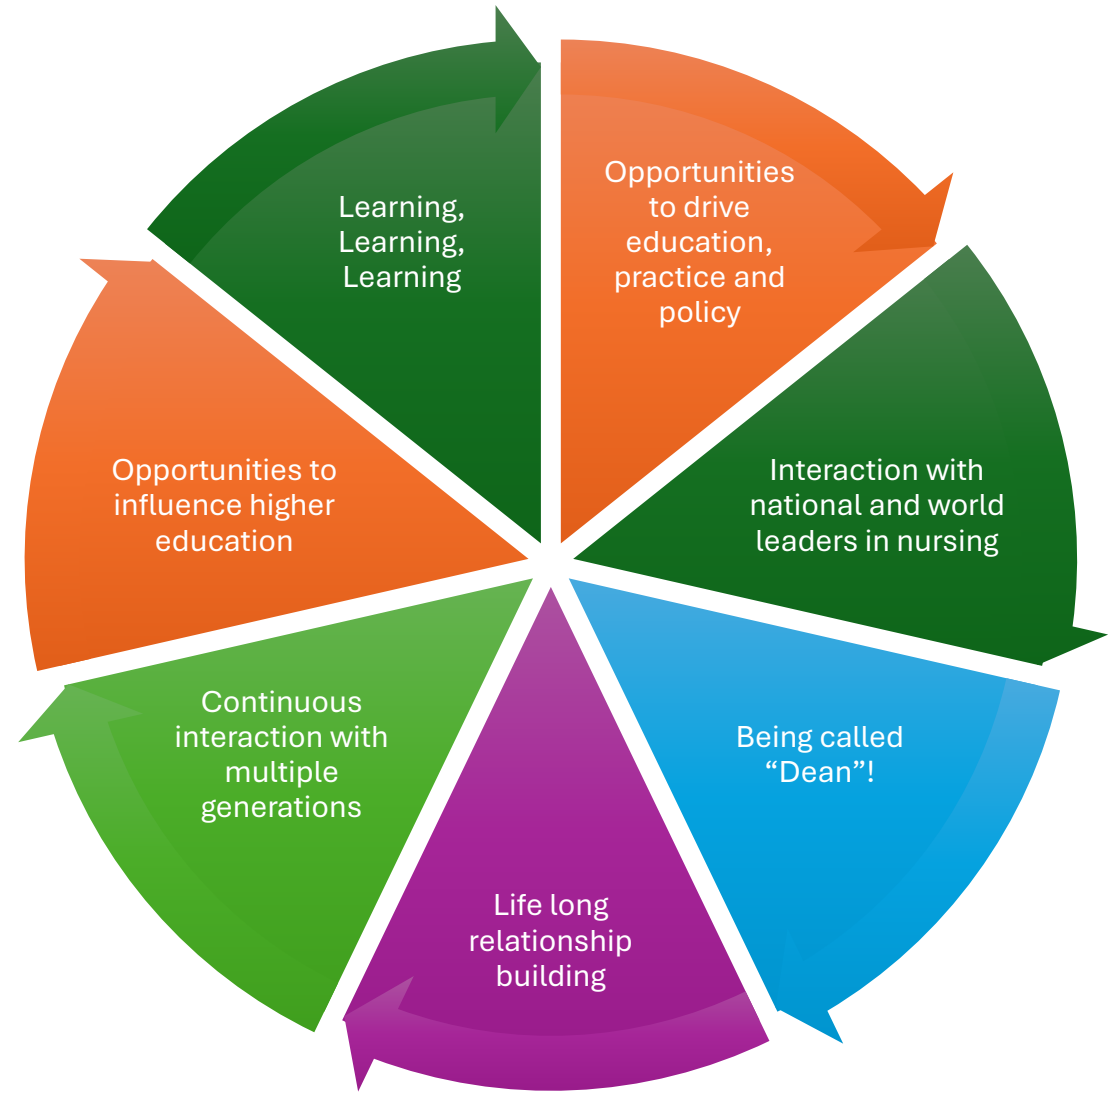 Opportunities
to drive
education,
practice and
policy
Interaction with
national and world
leaders in nursing
Being called
“Dean”!
Life long
relationship
building
Continuous
interaction with
multiple
generations
Opportunities to
influence higher
education
Learning,
Learning,
Learning